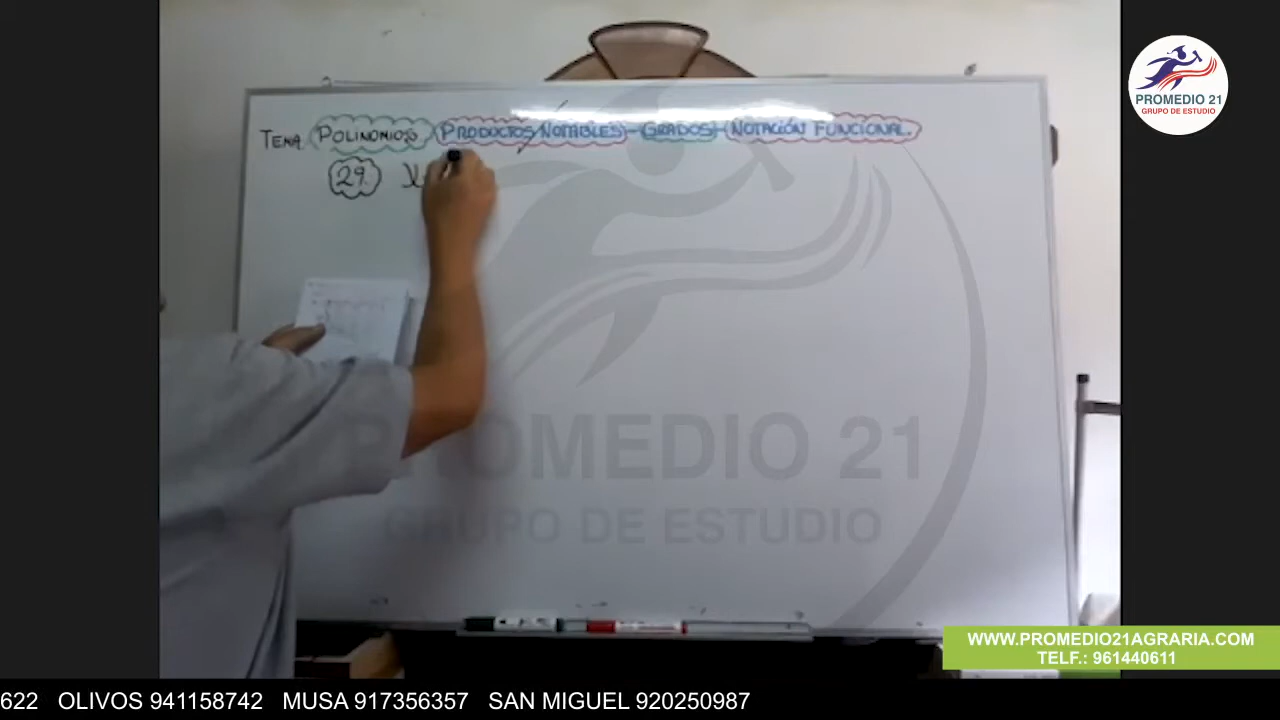 PROMEDIO 21
GRUPO DE ESTUDIO
TEMA POLINOMIOS PRODUCTOS NOTABLES - GRADOS - NOTACIÓN FUNCIONAL.
29.
PROMEDIO 21
GRUPO DE ESTUDIO
WWW.PROMEDIO21AGRARIA.COM
TELF.: 961440611
622 OLIVOS 941158742 MUSA 917356357 SAN MIGUEL 920250987